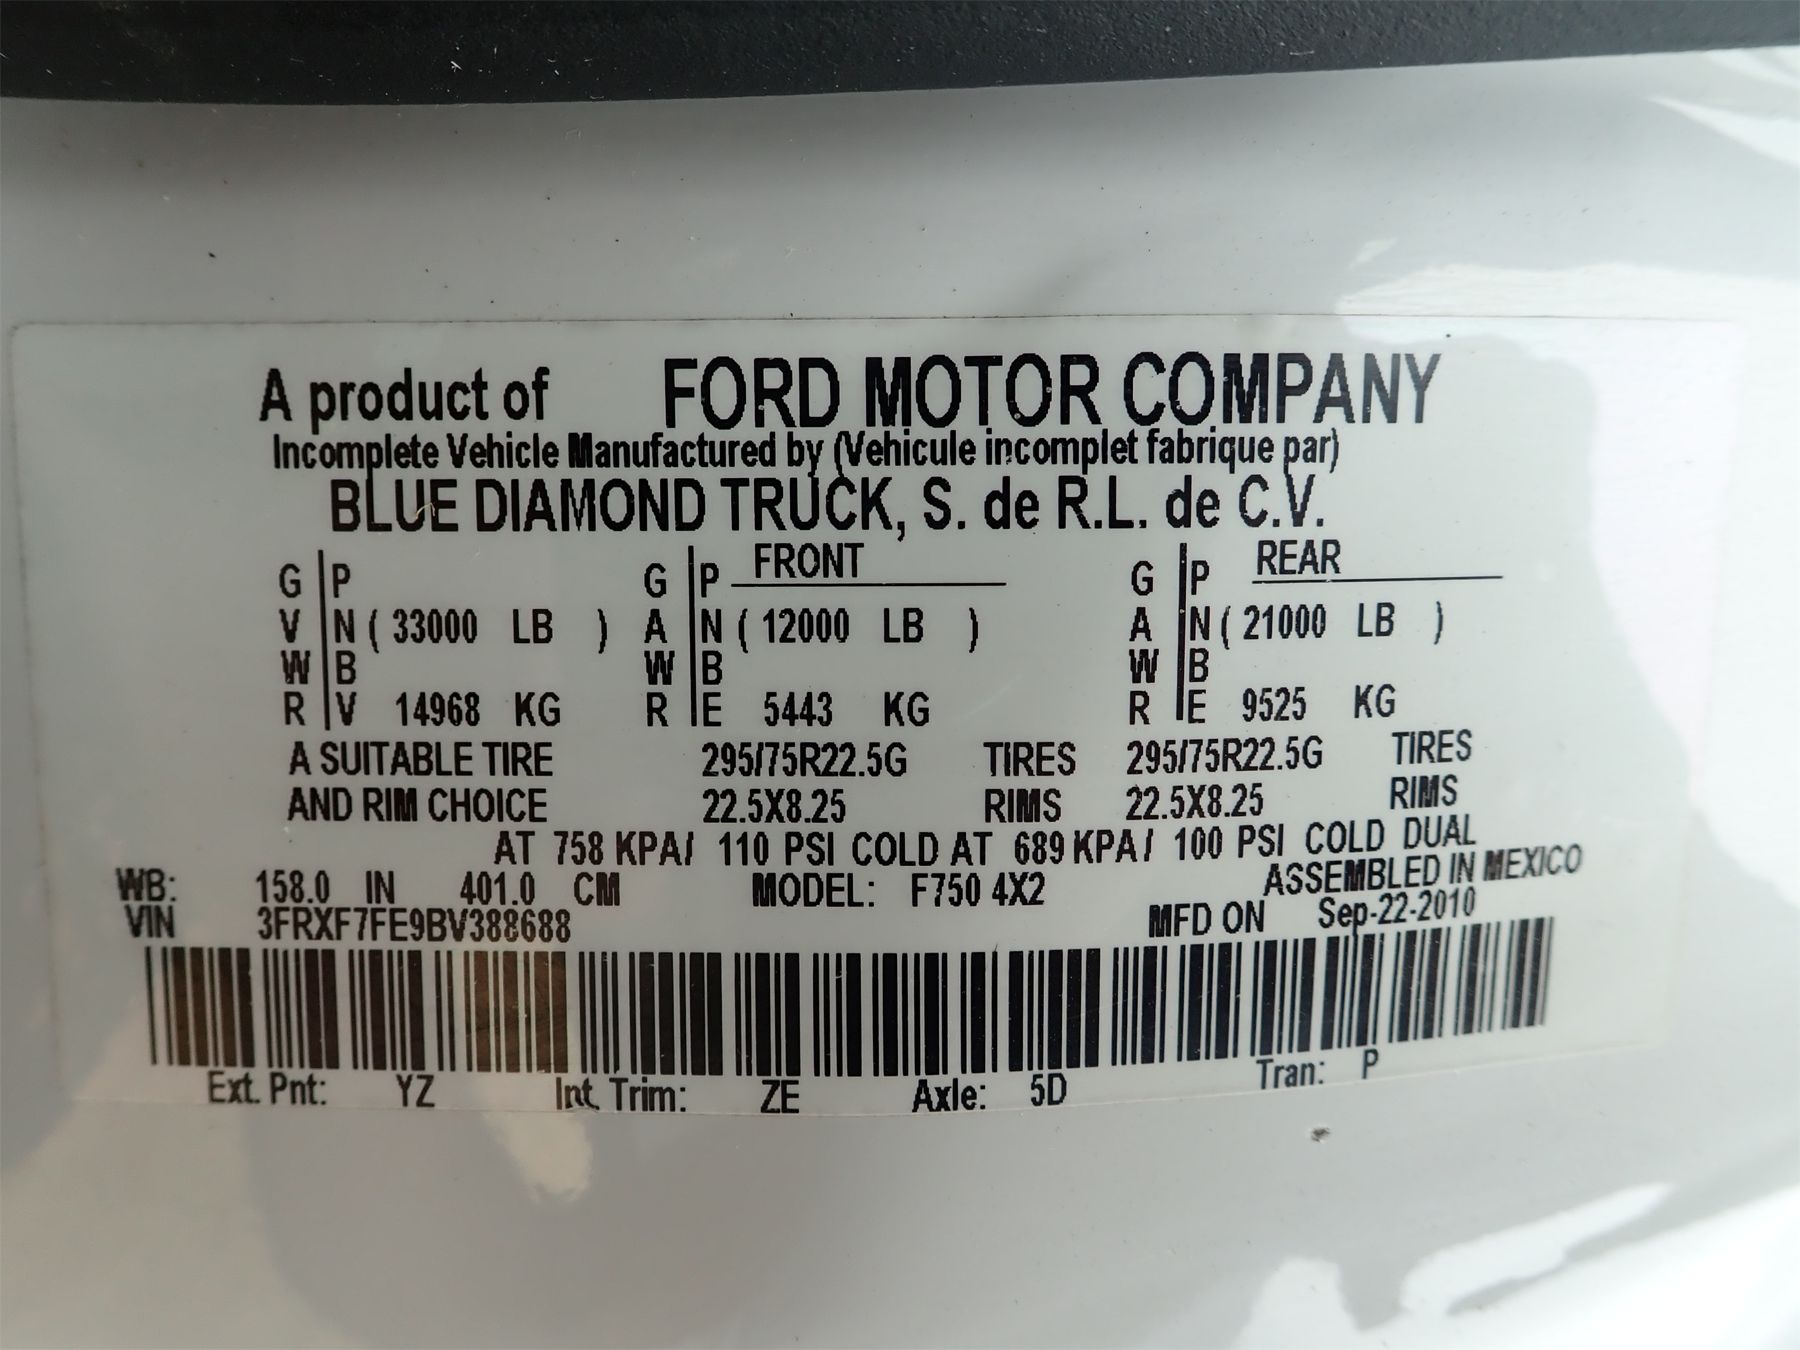 A product of FORD MOTOR COMPANY
Incomplete Vehicle Manufactured by (Vehicule incomplet fabrique par)
BLUE DIAMOND TRUCK, S. de R.L. de C.V.
G P G P FRONT G P REAR
V N ( 33000 LB ) A N ( 12000 LB ) A N ( 21000 LB )
W B W B W B
R V 14968 KG R E 5443 KG R E 9525 KG
A SUITABLE TIRE 295/75R22.5G TIRES 295/75R22.5G TIRES
AND RIM CHOICE 22.5X8.25 RIMS 22.5X8.25 RIMS
AT 758 KPA/ 110 PSI COLD AT 689 KPA/ 100 PSI COLD DUAL
WB: 158.0 IN 401.0 CM MODEL: F750 4X2 ASSEMBLED IN MEXICO
VIN 3FRXF7FE9BV388688 MFD ON Sep-22-2010
Ext. Pnt: YZ Int. Trim: ZE Axle: 5D Tran: P